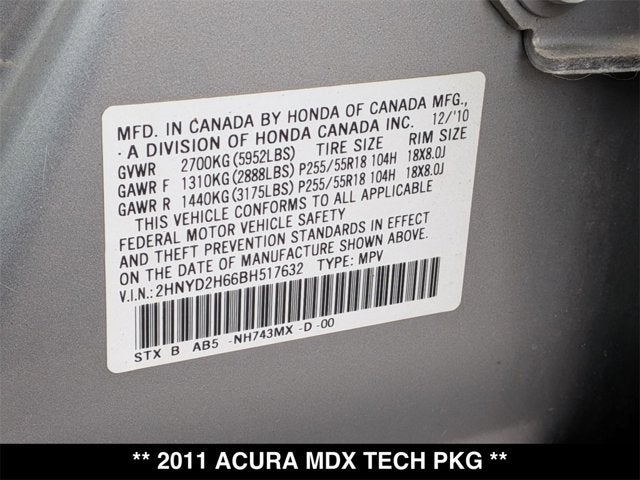 MFD. IN CANADA BY HONDA OF CANADA MFG.,
· A DIVISION OF HONDA CANADA INC. 12/'10
GVWR 2700KG(5952LBS) TIRE SIZE RIM SIZE
GAWR F 1310KG(2888LBS) P255/55R18 104H 18X8.0J
GAWR R 1440KG(3175LBS) P255/55R18 104H 18X8.0J
THIS VEHICLE CONFORMS TO ALL APPLICABLE
FEDERAL MOTOR VEHICLE SAFETY
AND THEFT PREVENTION STANDARDS IN EFFECT
ON THE DATE OF MANUFACTURE SHOWN ABOVE.
V.I.N.:2HNYD2H66BH517632 TYPE: MPV
STX B AB5 -NH743MX -D -00
** 2011 ACURA MDX TECH PKG **